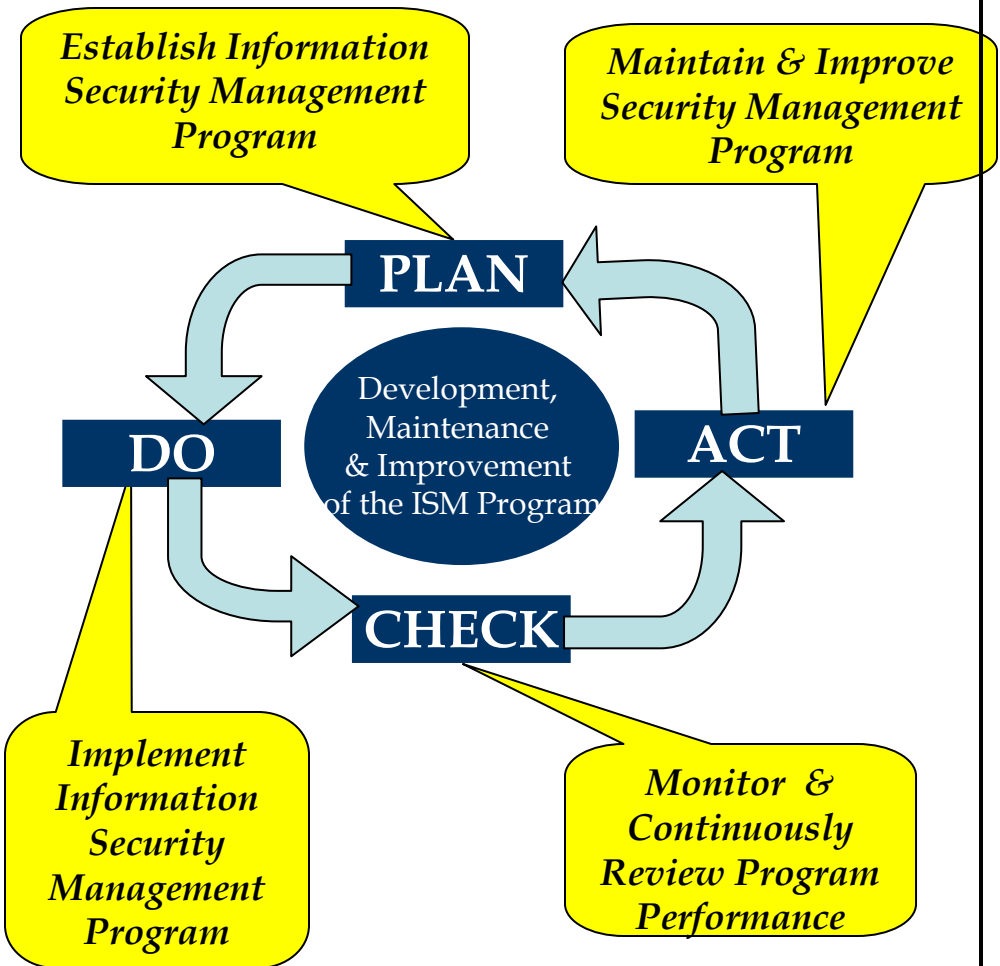 Establish Information
Security Management
Program
Maintain & Improve
Security Management
Program
PLAN
Development,
Maintenance
& Improvement
of the ISM Program
DO
ACT
CHECK
Implement
Information
Security
Management
Program
Monitor &
Continuously
Review Program
Performance